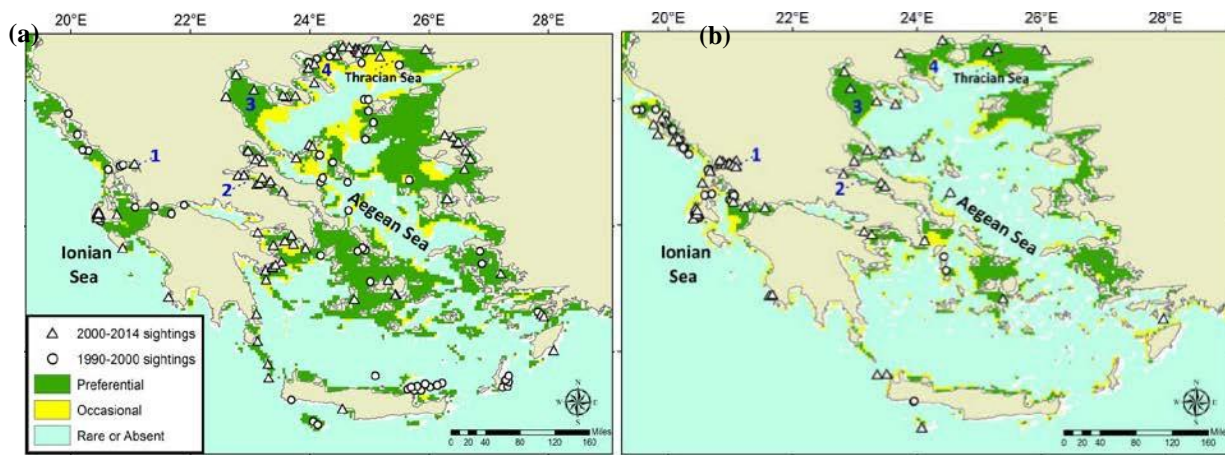 20°E 22°E 24°E 26°E 28°E
(a)
4
Thracian Sea
3
1
2
Aegean Sea
Ionian
Sea
2000-2014 sightings
1990-2000 sightings
Preferential
Occasional
Rare or Absent
N
W E
S
Miles
0 20 40 80 120 160
20°E 22°E 24°E 26°E 28°E
(b)
4
Thracian Sea
3
1
2
Aegean Sea
Ionian
Sea
N
W E
S
Miles
0 20 40 80 120 160